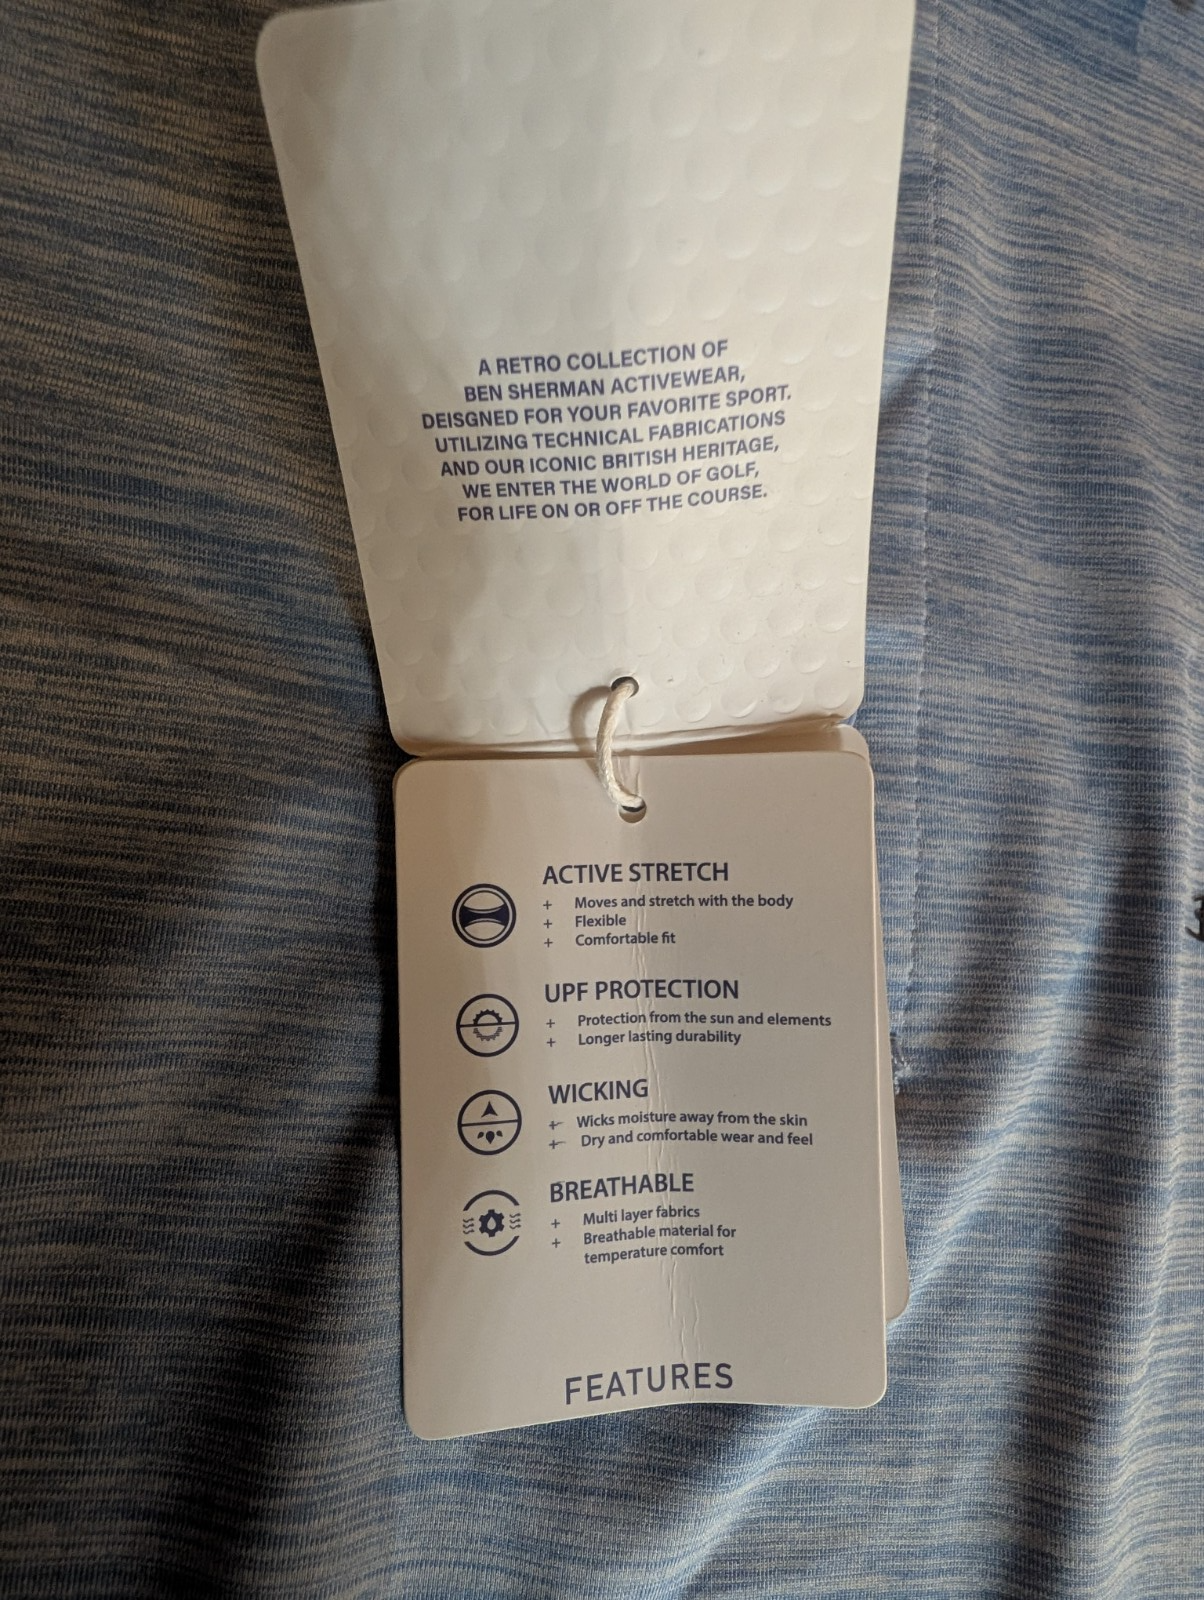 A RETRO COLLECTION OF
BEN SHERMAN ACTIVEWEAR,
DEISGNED FOR YOUR FAVORITE SPORT.
UTILIZING TECHNICAL FABRICATIONS
AND OUR ICONIC BRITISH HERITAGE,
WE ENTER THE WORLD OF GOLF,
FOR LIFE ON OR OFF THE COURSE.
ACTIVE STRETCH
+ Moves and stretch with the body
+ Flexible
+ Comfortable fit
UPF PROTECTION
+ Protection from the sun and elements
+ Longer lasting durability
WICKING
+ Wicks moisture away from the skin
+ Dry and comfortable wear and feel
BREATHABLE
+ Multi layer fabrics
+ Breathable material for
temperature comfort
FEATURES